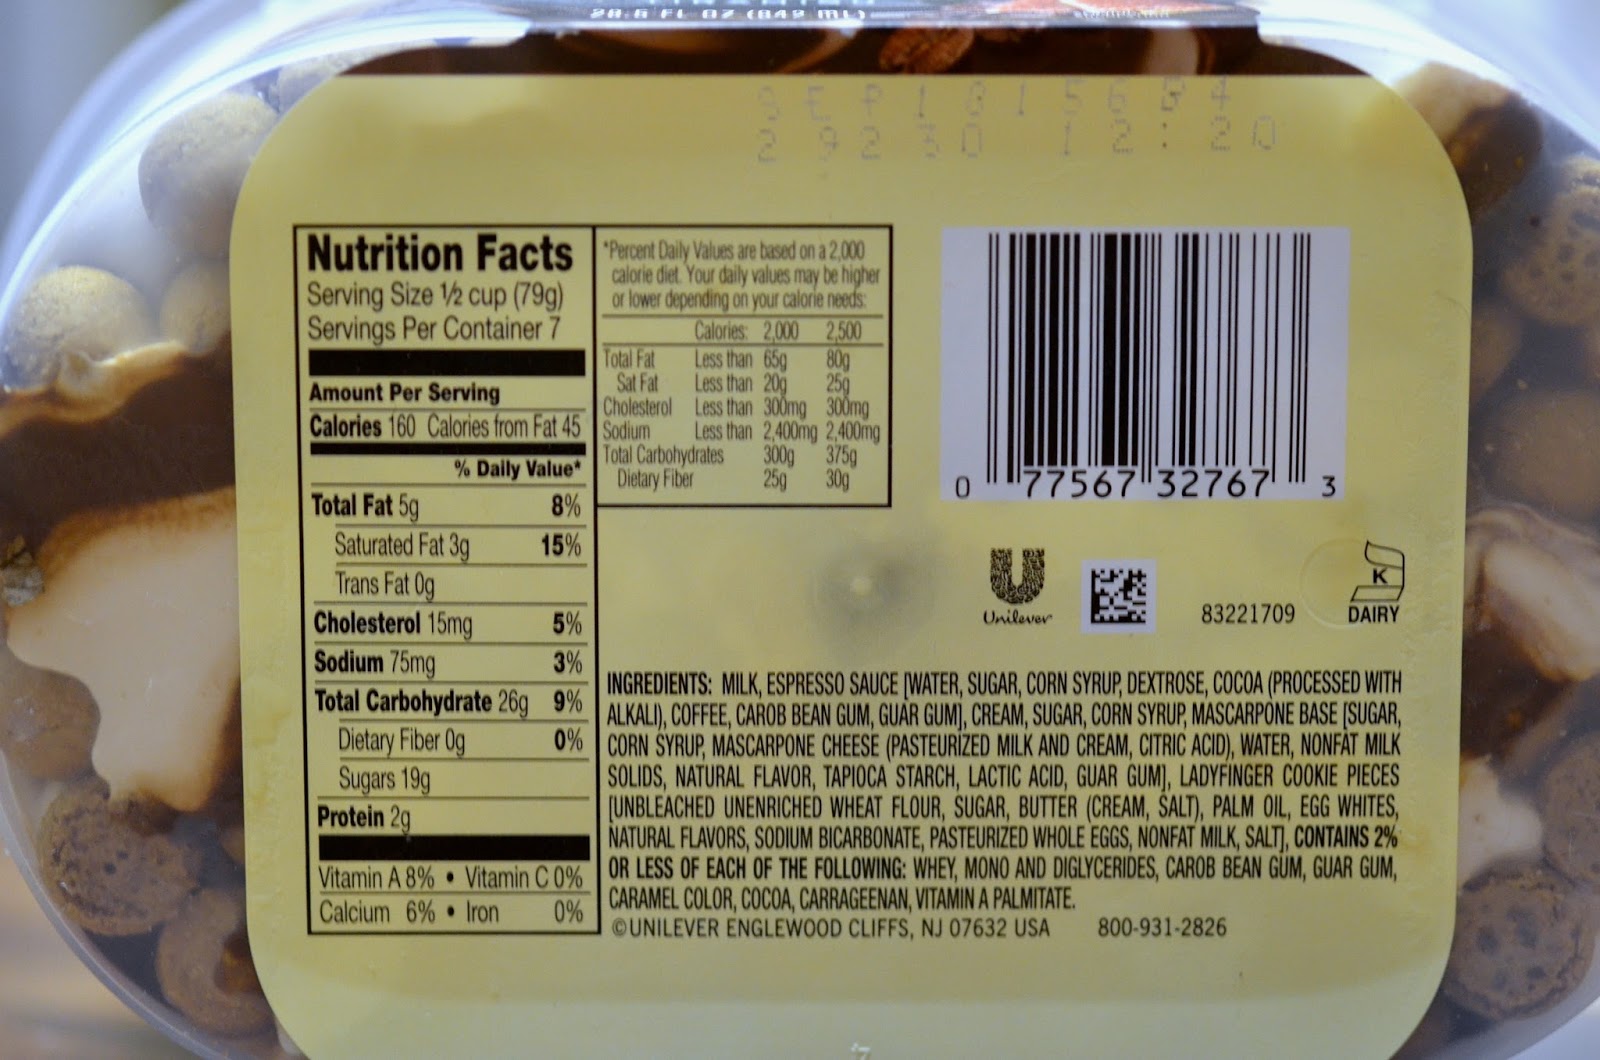 28.5 FL OZ (842 mL)
Nutrition Facts
Serving Size ½ cup (79g)
Servings Per Container 7
Amount Per Serving
Calories 160 Calories from Fat 45
% Daily Value*
Total Fat 5g 8%
Saturated Fat 3g 15%
Trans Fat 0g
Cholesterol 15mg 5%
Sodium 75mg 3%
Total Carbohydrate 26g 9%
Dietary Fiber 0g 0%
Sugars 19g
Protein 2g
Vitamin A 8% • Vitamin C 0%
Calcium 6% • Iron 0%
*Percent Daily Values are based on a 2,000
calorie diet. Your daily values may be higher
or lower depending on your calorie needs:
Calories: 2,000 2,500
Total Fat Less than 65g 80g
Sat Fat Less than 20g 25g
Cholesterol Less than 300mg 300mg
Sodium Less than 2,400mg 2,400mg
Total Carbohydrates 300g 375g
Dietary Fiber 25g 30g
0 77567 32767 3
Unilever
83221709
K
DAIRY
INGREDIENTS: MILK, ESPRESSO SAUCE [WATER, SUGAR, CORN SYRUP, DEXTROSE, COCOA (PROCESSED WITH
ALKALI), COFFEE, CAROB BEAN GUM, GUAR GUM], CREAM, SUGAR, CORN SYRUP, MASCARPONE BASE [SUGAR,
CORN SYRUP, MASCARPONE CHEESE (PASTEURIZED MILK AND CREAM, CITRIC ACID), WATER, NONFAT MILK
SOLIDS, NATURAL FLAVOR, TAPIOCA STARCH, LACTIC ACID, GUAR GUM], LADYFINGER COOKIE PIECES
[UNBLEACHED UNENRICHED WHEAT FLOUR, SUGAR, BUTTER (CREAM, SALT), PALM OIL, EGG WHITES,
NATURAL FLAVORS, SODIUM BICARBONATE, PASTEURIZED WHOLE EGGS, NONFAT MILK, SALT], CONTAINS 2%
OR LESS OF EACH OF THE FOLLOWING: WHEY, MONO AND DIGLYCERIDES, CAROB BEAN GUM, GUAR GUM,
CARAMEL COLOR, COCOA, CARRAGEENAN, VITAMIN A PALMITATE.
©UNILEVER ENGLEWOOD CLIFFS, NJ 07632 USA 800-931-2826